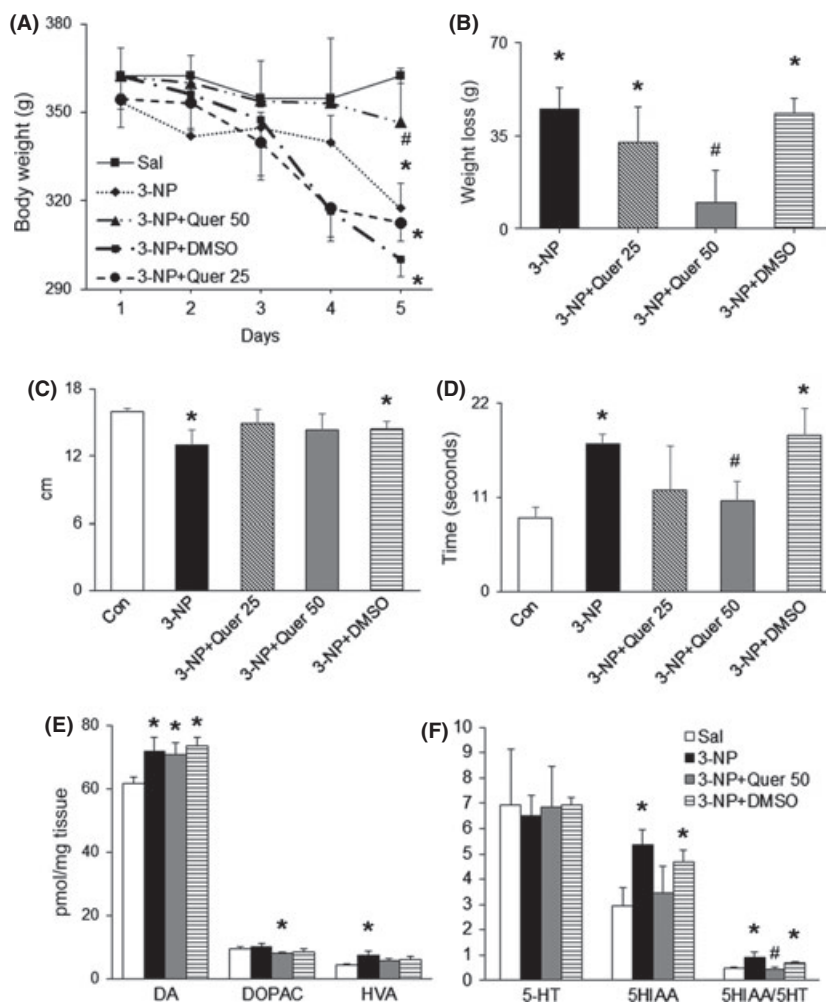 (A)
380
360
320
290
Body weight (g)
Sal
3-NP
3-NP+Quer 50
3-NP+DMSO
3-NP+Quer 25
#
*
*
*
1 2 3 4 5
Days
(B)
70
35
0
Weight loss (g)
* * # *
3-NP 3-NP+Quer 25 3-NP+Quer 50 3-NP+DMSO
(C)
18
12
6
0
cm
* *
Con 3-NP 3-NP+Quer 25 3-NP+Quer 50 3-NP+DMSO
(D)
22
11
0
Time (seconds)
* # *
Con 3-NP 3-NP+Quer 25 3-NP+Quer 50 3-NP+DMSO
(E)
80
60
40
20
0
pmol/mg tissue
* * * * *
DA DOPAC HVA
(F)
10
9
8
7
6
5
4
3
2
1
0
Sal
3-NP
3-NP+Quer 50
3-NP+DMSO
* * * # *
5-HT 5HIAA 5HIAA/5HT